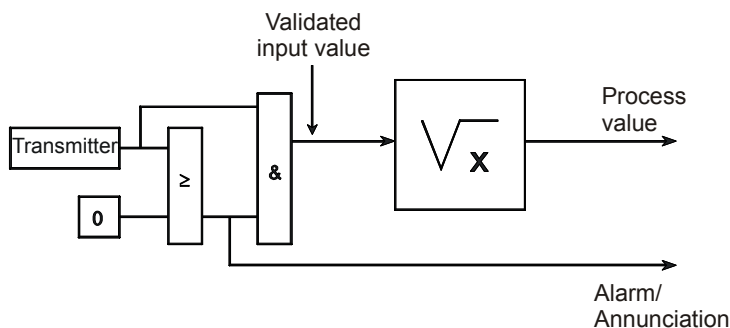 Validated
input value
Transmitter
0
≥
&
√x
Process
value
Alarm/
Annunciation